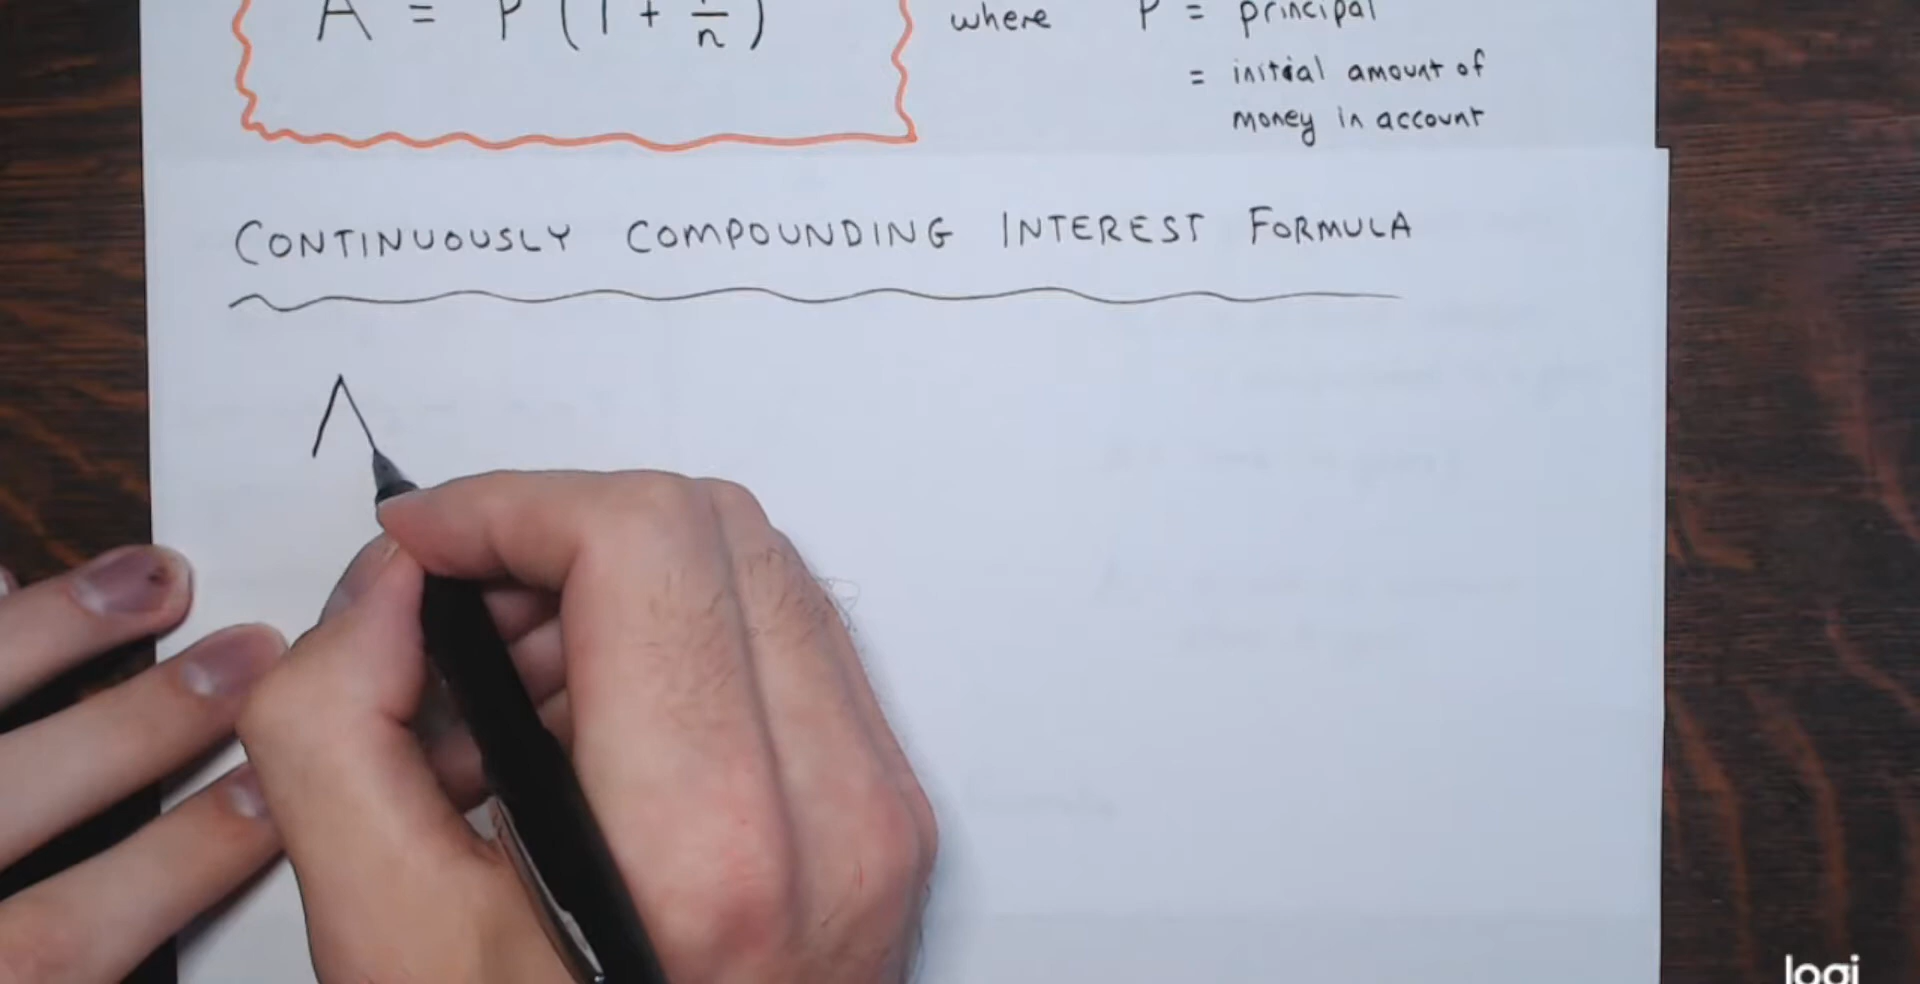 A = P ( 1 + — / n ) where P = principal
= initial amount of
money in account
CONTINUOUSLY COMPOUNDING INTEREST FORMULA
logi